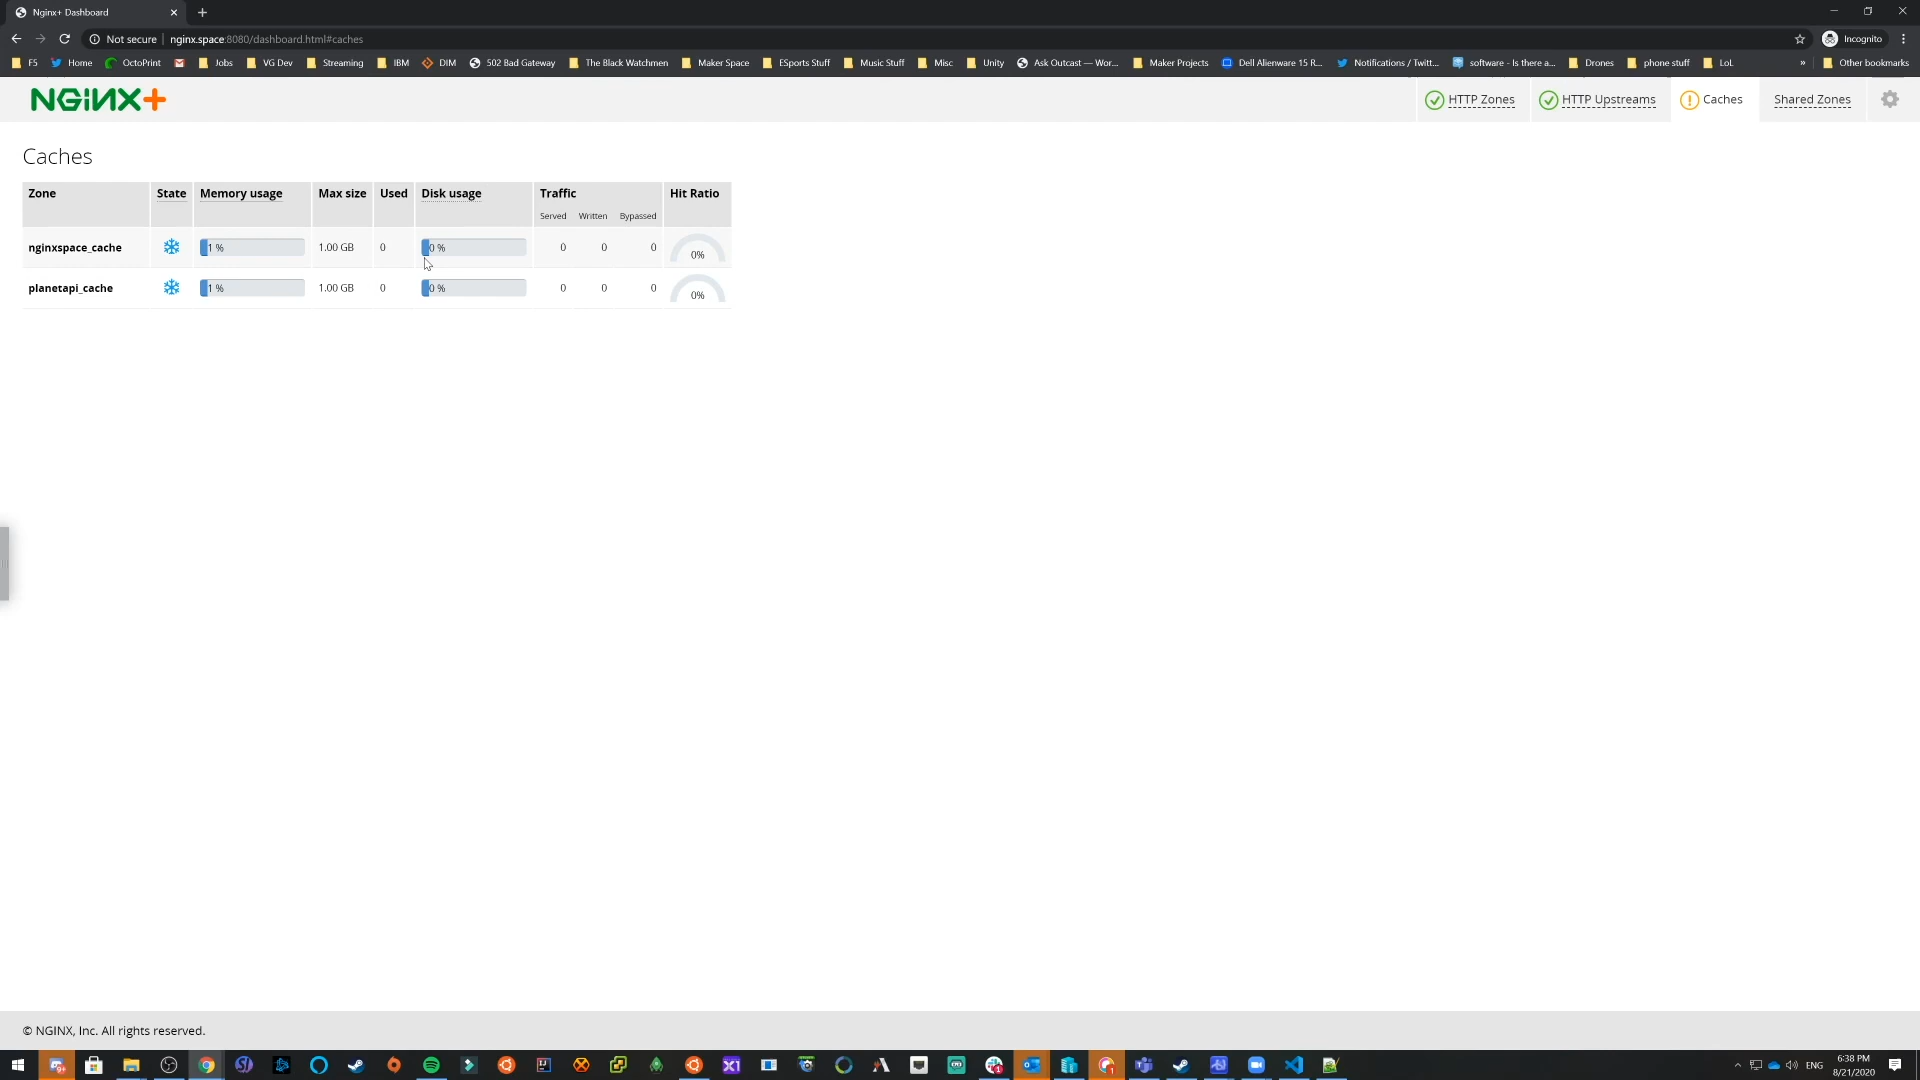 Nginx+ Dashboard
Not secure | nginx.space:8080/dashboard.html#caches
Incognito
F5 Home OctoPrint Jobs VG Dev Streaming IBM DIM 502 Bad Gateway The Black Watchmen Maker Space ESports Stuff Music Stuff Misc Unity Ask Outcast — Wor... Maker Projects Dell Alienware 15 R... Notifications / Twitt... software - Is there a... Drones phone stuff LoL » Other bookmarks
NGINX+
HTTP Zones HTTP Upstreams Caches Shared Zones
Caches
Zone State Memory usage Max size Used Disk usage Traffic Hit Ratio
Served Written Bypassed
nginxspace_cache 1 % 1.00 GB 0 0 % 0 0 0 0%
planetapi_cache 1 % 1.00 GB 0 0 % 0 0 0 0%
© NGINX, Inc. All rights reserved.
ENG
6:38 PM
8/21/2020